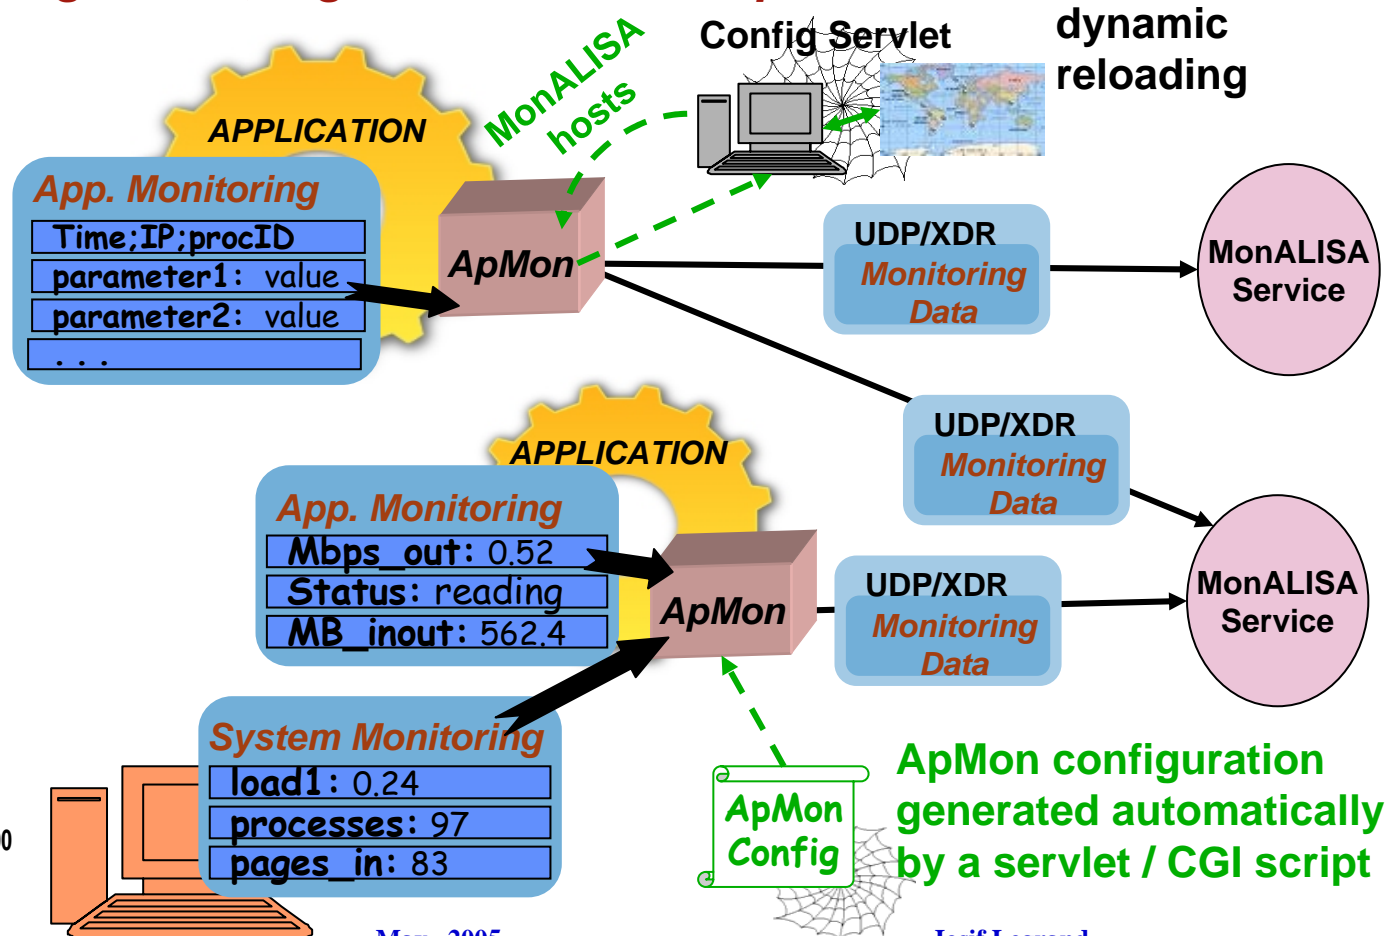 Config Servlet
dynamic
reloading
MonALISA
hosts
APPLICATION
App. Monitoring
Time;IP;procID
parameter1: value
parameter2: value
. . .
ApMon
UDP/XDR
Monitoring
Data
MonALISA
Service
UDP/XDR
Monitoring
Data
APPLICATION
App. Monitoring
Mbps_out: 0.52
Status: reading
MB_inout: 562.4
ApMon
UDP/XDR
Monitoring
Data
MonALISA
Service
System Monitoring
load1: 0.24
processes: 97
pages_in: 83
ApMon
Config
ApMon configuration
generated automatically
by a servlet / CGI script